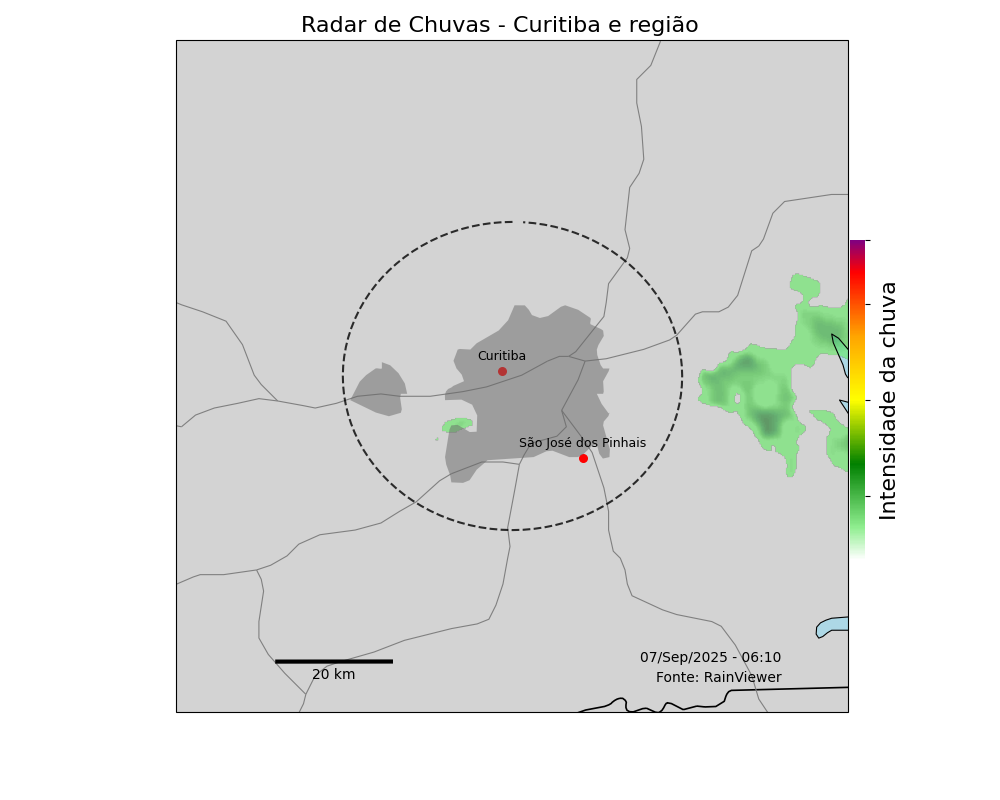 Radar de Chuvas - Curitiba e região
Curitiba
São José dos Pinhais
Intensidade da chuva
07/Sep/2025 - 06:10
20 km
Fonte: RainViewer